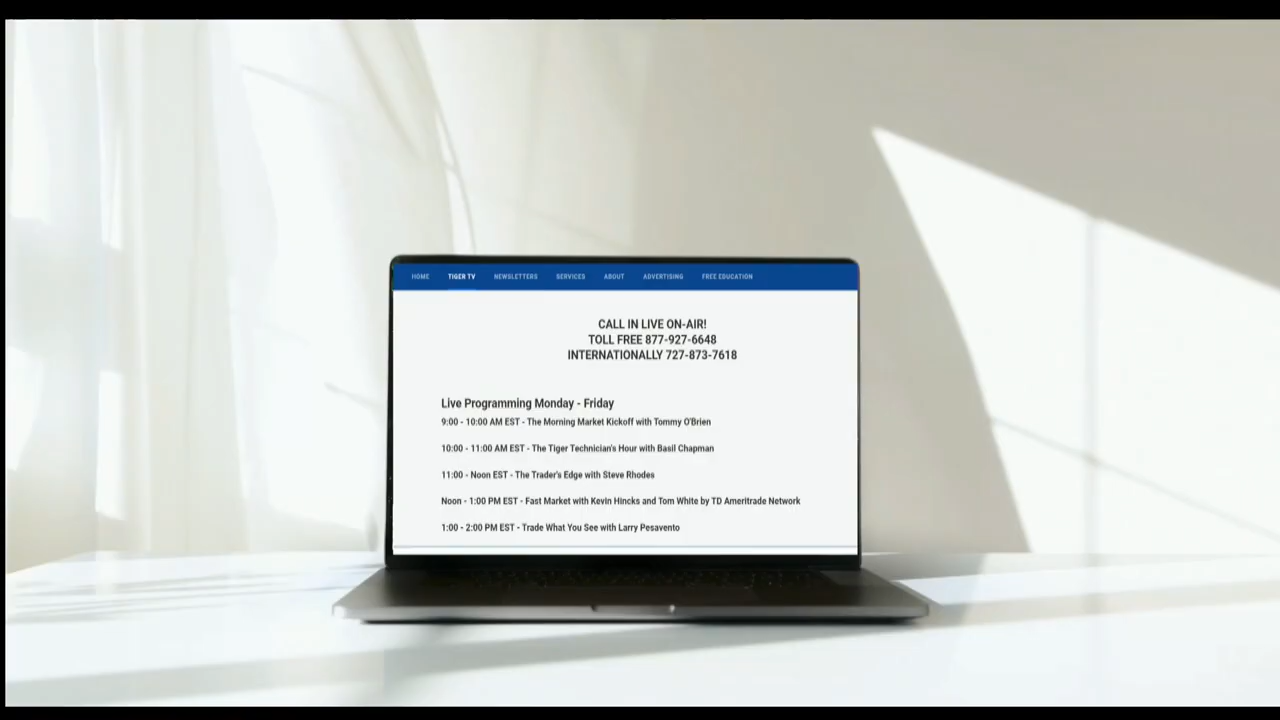 HOME TIGER TV NEWSLETTERS SERVICES ABOUT ADVERTISING FREE EDUCATION
CALL IN LIVE ON-AIR!
TOLL FREE 877-927-6648
INTERNATIONALLY 727-873-7618
Live Programming Monday - Friday
9:00 - 10:00 AM EST - The Morning Market Kickoff with Tommy O'Brien
10:00 - 11:00 AM EST - The Tiger Technician's Hour with Basil Chapman
11:00 - Noon EST - The Trader's Edge with Steve Rhodes
Noon - 1:00 PM EST - Fast Market with Kevin Hincks and Tom White by TD Ameritrade Network
1:00 - 2:00 PM EST - Trade What You See with Larry Pesavento